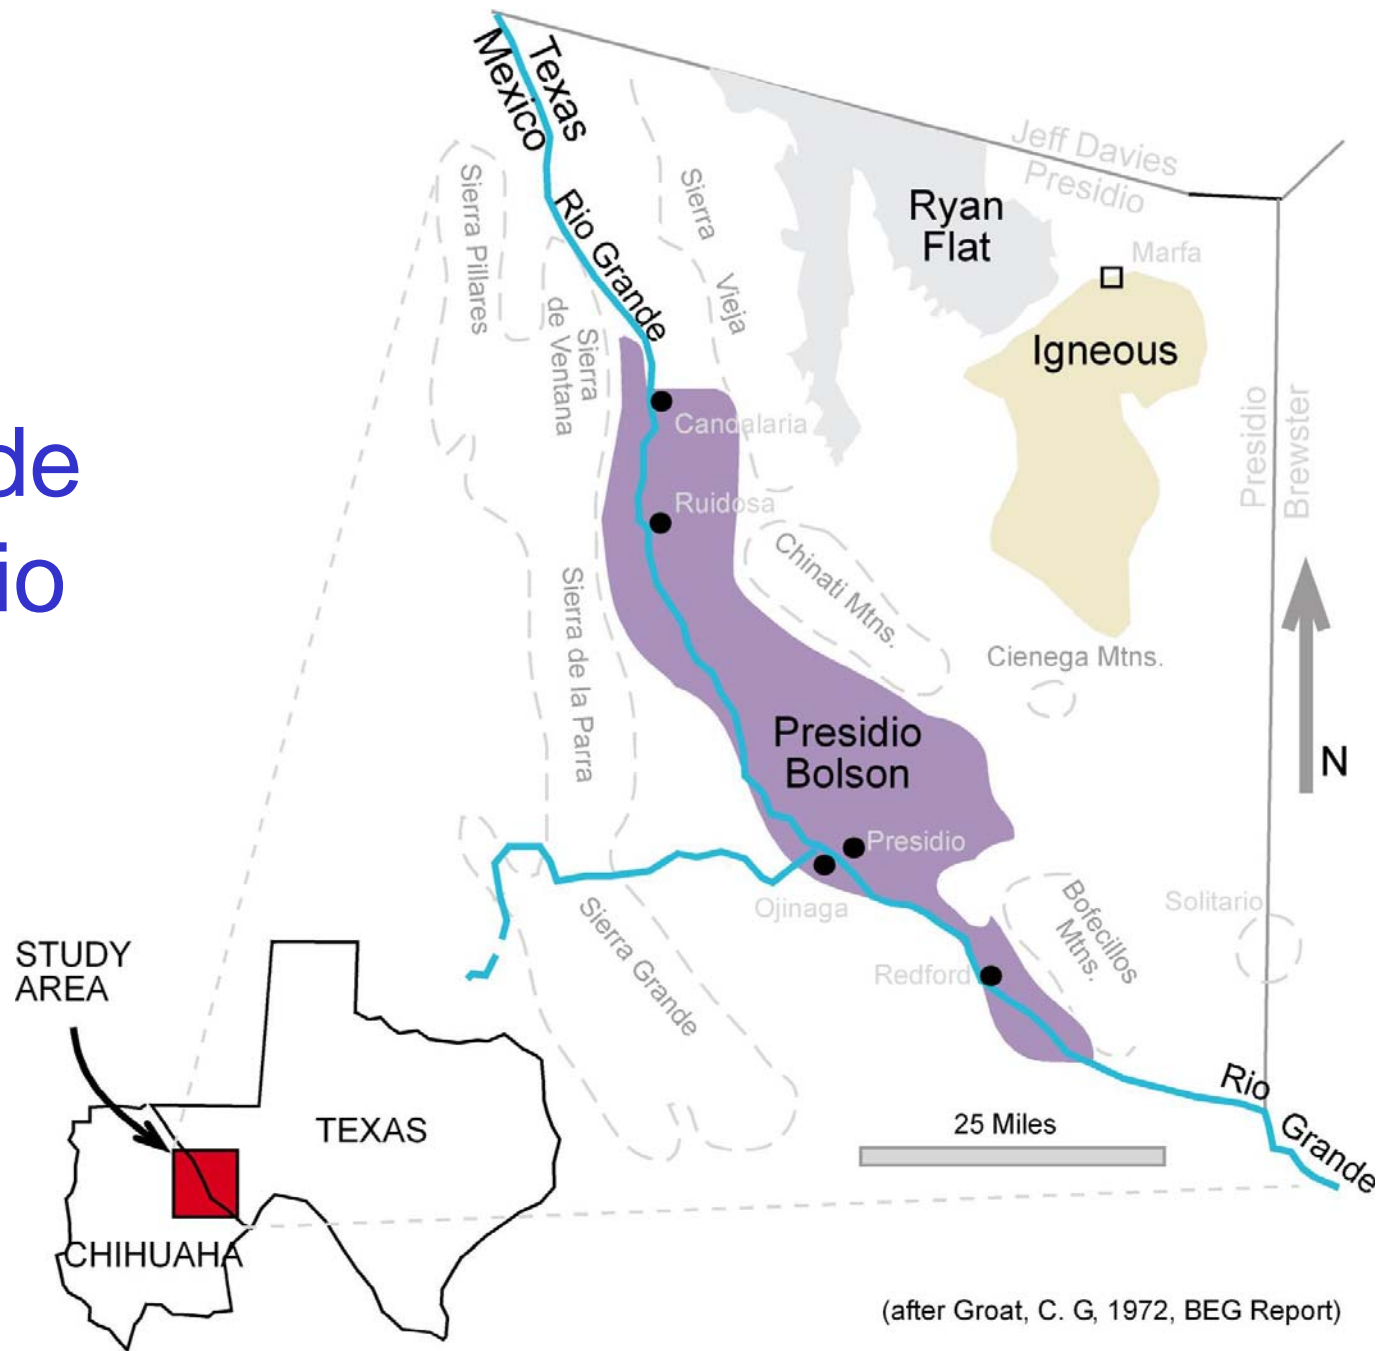 Texas
Mexico
Rio Grande
Jeff Davies
Presidio
Sierra Pillares
Sierra
Vieja
Ryan
Flat
Marfa
Igneous
Sierra
de Ventana
Candalaria
Presidio
Brewster
de
io
Ruidosa
Chinati Mtns.
Sierra de la Parra
Cienega Mtns.
Presidio
Bolson
N
Presidio
Ojinaga
Bofecillos
Mtns.
Solitario
Sierra Grande
Redford
STUDY
AREA
Rio Grande
25 Miles
TEXAS
CHIHUAHA
(after Groat, C. G, 1972, BEG Report)